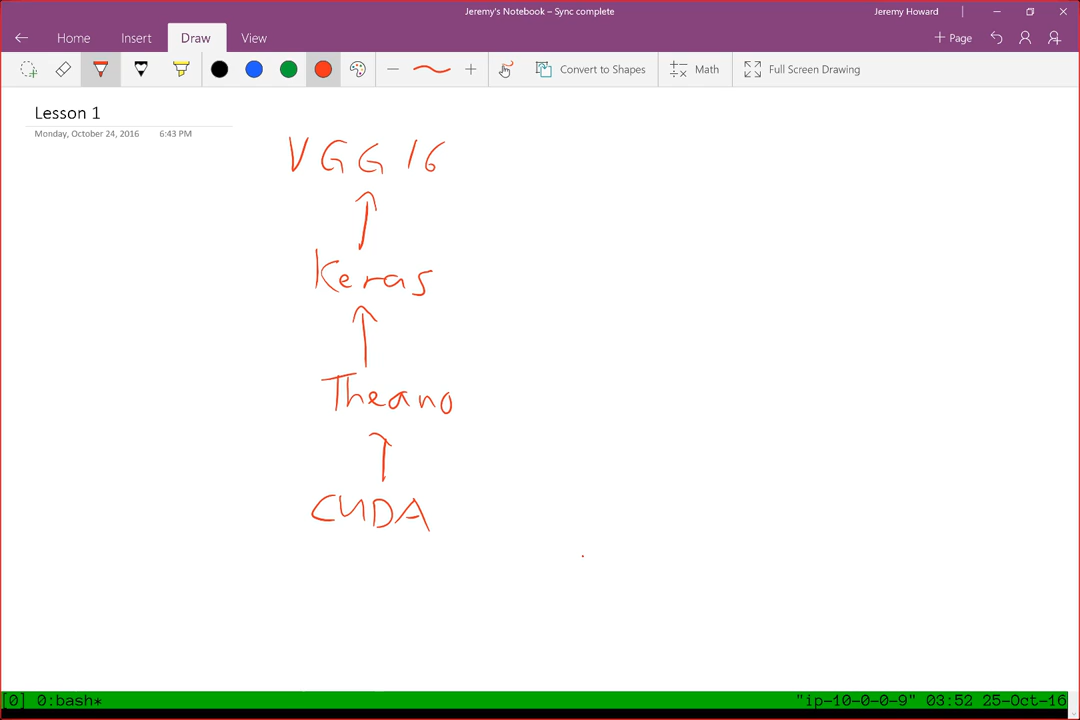 Jeremy's Notebook – Sync complete
Jeremy Howard
Home Insert Draw View
Page
Convert to Shapes Math Full Screen Drawing
Lesson 1
Monday, October 24, 2016 6:43 PM
VGG16
Keras
Theano
CUDA
[0] 0:bash* "ip-10-0-0-9" 03:52 25-Oct-16